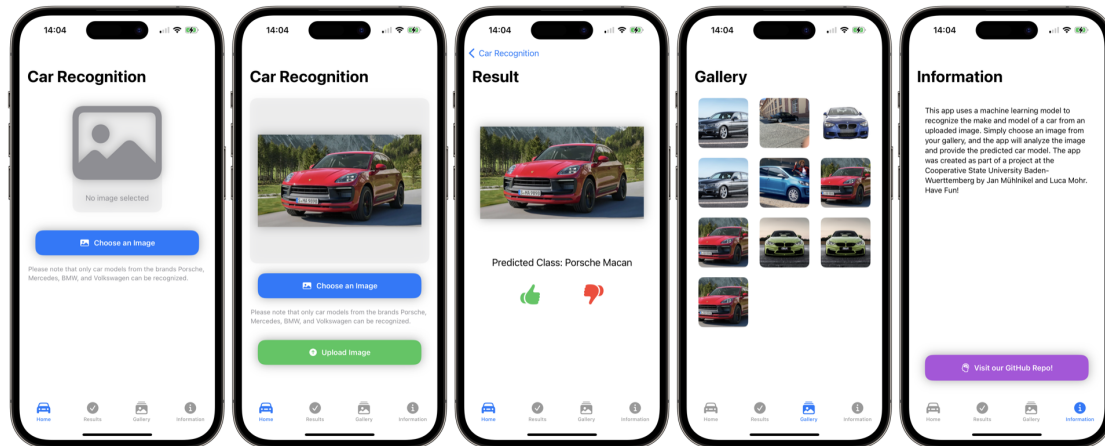 14:04
Car Recognition
No image selected
Choose an Image
Please note that only car models from the brands Porsche,
Mercedes, BMW, and Volkswagen can be recognized.
Home
Results
Gallery
Information
14:04
Car Recognition
Choose an Image
Please note that only car models from the brands Porsche,
Mercedes, BMW, and Volkswagen can be recognized.
Upload Image
Home
Results
Gallery
Information
14:04
Car Recognition
Result
Predicted Class: Porsche Macan
Home
Results
Gallery
Information
14:04
Gallery
Home
Results
Gallery
Information
14:04
Information
This app uses a machine learning model to
recognize the make and model of a car from an
uploaded image. Simply choose an image from
your gallery, and the app will analyze the image
and provide the predicted car model. The app
was created as part of a project at the
Cooperative State University Baden-
Wuerttemberg by Jan Mühlnikel and Luca Mohr.
Have Fun!
Visit our GitHub Repo!
Home
Results
Gallery
Information